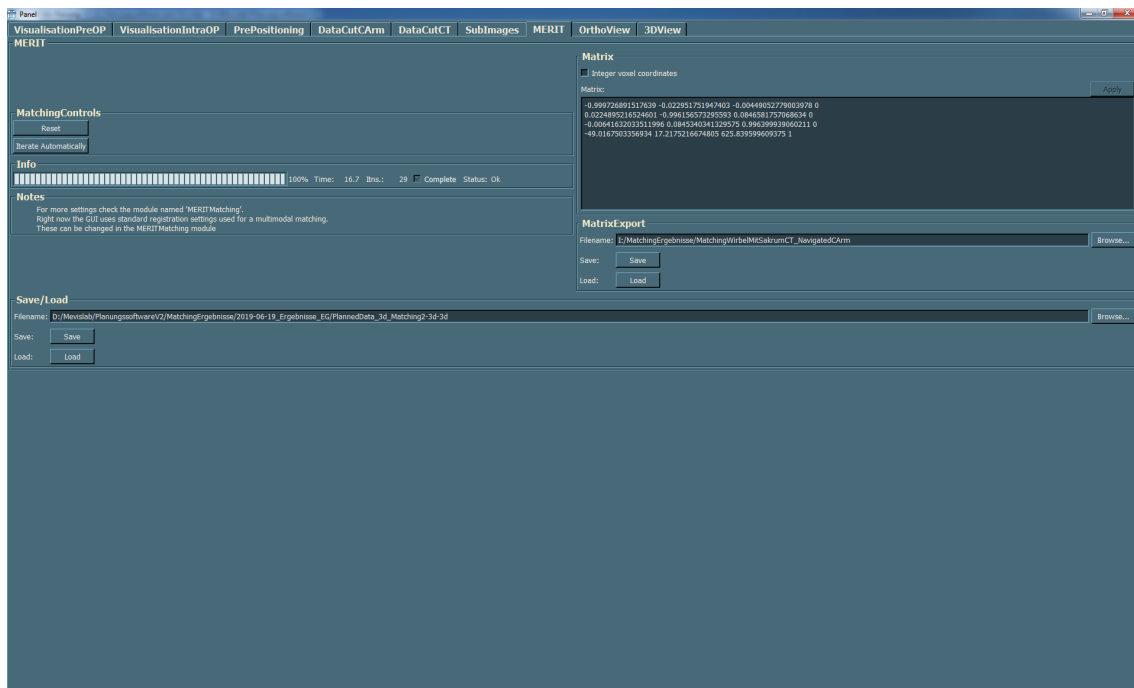 Panel
VisualisationPreOP VisualisationIntraOP PrePositioning DataCutCArm DataCutCT SubImages MERIT OrthoView 3DView
MERIT
MatchingControls
Reset
Iterate Automatically
Info
100% Time: 16.7 Itns.: 29 Complete Status: Ok
Notes
For more settings check the module named 'MERITMatching'.
Right now the GUI uses standard registration settings used for a multimodal matching.
These can be changed in the MERITMatching module
Matrix
Integer voxel coordinates
Matrix: Apply
-0.999726891517639 -0.022951751947403 -0.00449052779003978 0
0.0224895216524601 -0.996156573295593 0.0846581757068634 0
-0.00641632033511996 0.0845340341329575 0.996399939060211 0
-49.0167503356934 17.2175216674805 625.839599609375 1
MatrixExport
Filename: I:/MatchingErgebnisse/MatchingWirbelMitSakrumCT_NavigatedCArm Browse...
Save: Save
Load: Load
Save/Load
Filename: D:/Mevislab/PlanungssoftwareV2/MatchingErgebnisse/2019-06-19_Ergebnisse_EG/PlannedData_3d_Matching2-3d-3d Browse...
Save: Save
Load: Load